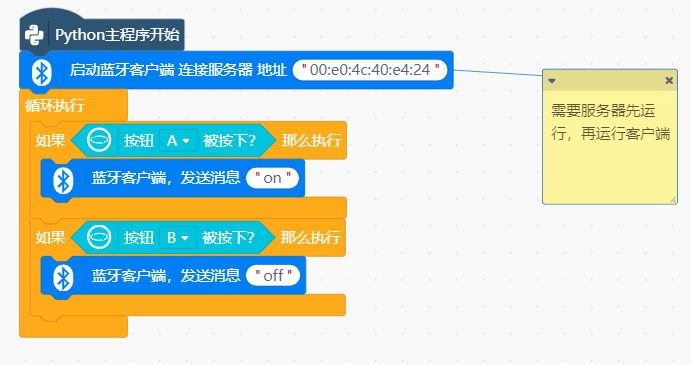 Python主程序开始
启动蓝牙客户端 连接服务器 地址 "00:e0:4c:40:e4:24"
需要服务器先运
行，再运行客户端
循环执行
如果 按钮 A 被按下？ 那么执行
蓝牙客户端，发送消息 "on"
如果 按钮 B 被按下？ 那么执行
蓝牙客户端，发送消息 "off"